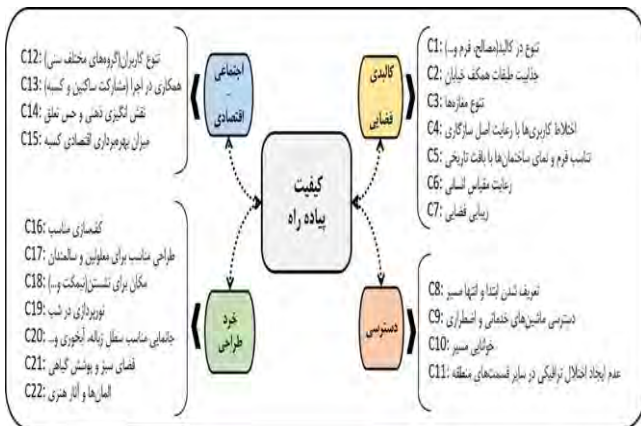 کیفیت
پیاده راه
کالبدی
فضایی
C1: تنوع در کالبد(مصالح، فرم و...)
C2: جذابیت طبقات همکف خیابان
C3: تنوع مغازه‌ها
C4: اختلاط کاربری‌ها با رعایت اصل سازگاری
C5: تناسب فرم و نمای ساختمان‌ها با بافت تاریخی
C6: رعایت مقیاس انسانی
C7: زیبایی فضایی
دسترسی
C8: تعریف شدن ابتدا و انتها مسیر
C9: دسترسی ماشین‌های خدماتی و اضطراری
C10: خوانایی مسیر
C11: عدم ایجاد اختلال ترافیکی در سایر قسمت‌های منطقه
اجتماعی
-
اقتصادی
C12: تنوع کاربران(گروه‌های مختلف سنی)
C13: همکاری در اجرا (مشارکت ساکنین و کسبه)
C14: نقش انگیزی ذهنی و حس تعلق
C15: میزان بهره‌برداری اقتصادی کسبه
خرد
طراحی
C16: کفسازی مناسب
C17: طراحی مناسب برای معلولین و سالمندان
C18: مکان برای نشستن(نیمکت و...)
C19: نورپردازی در شب
C20: جانمایی مناسب سطل زباله، آبخوری و...
C21: فضای سبز و پوشش گیاهی
C22: المان‌ها و آثار هنری